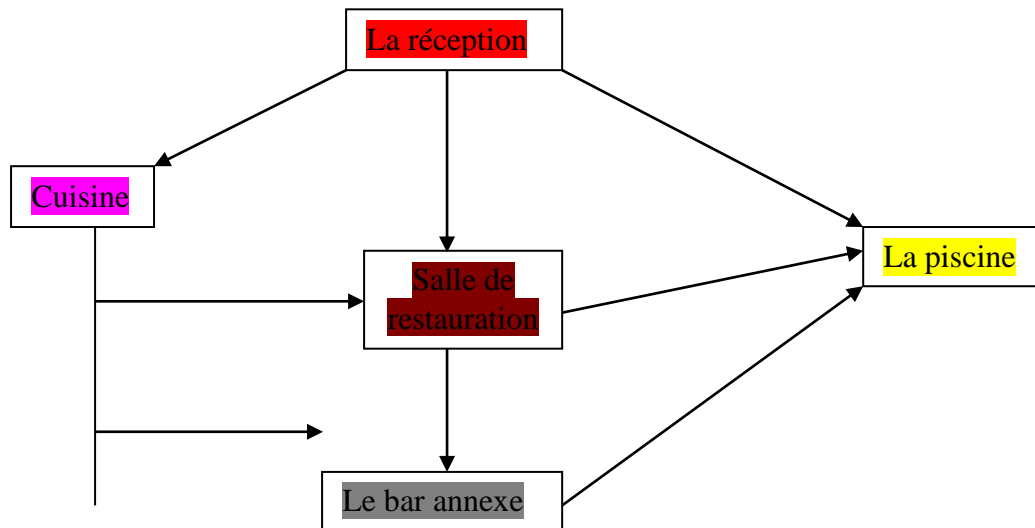 La réception
Cuisine
La piscine
Salle de
restauration
Le bar annexe